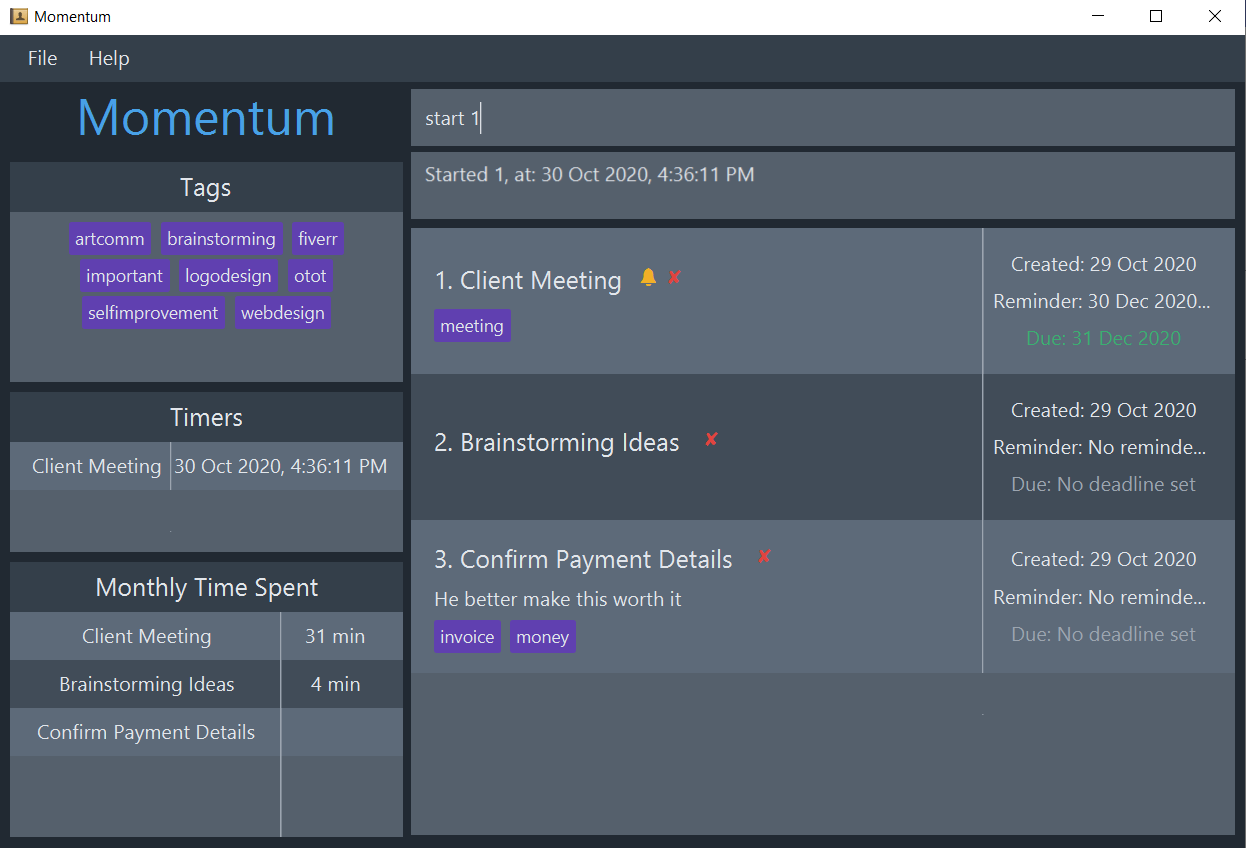 Momentum
File Help
Momentum
Tags
artcomm brainstorming fiverr
important logodesign otot
selfimprovement webdesign
Timers
Client Meeting 30 Oct 2020, 4:36:11 PM
Monthly Time Spent
Client Meeting 31 min
Brainstorming Ideas 4 min
Confirm Payment Details
start 1
Started 1, at: 30 Oct 2020, 4:36:11 PM
1. Client Meeting
meeting
Created: 29 Oct 2020
Reminder: 30 Dec 2020...
Due: 31 Dec 2020
2. Brainstorming Ideas
Created: 29 Oct 2020
Reminder: No reminde...
Due: No deadline set
3. Confirm Payment Details
He better make this worth it
invoice money
Created: 29 Oct 2020
Reminder: No reminde...
Due: No deadline set